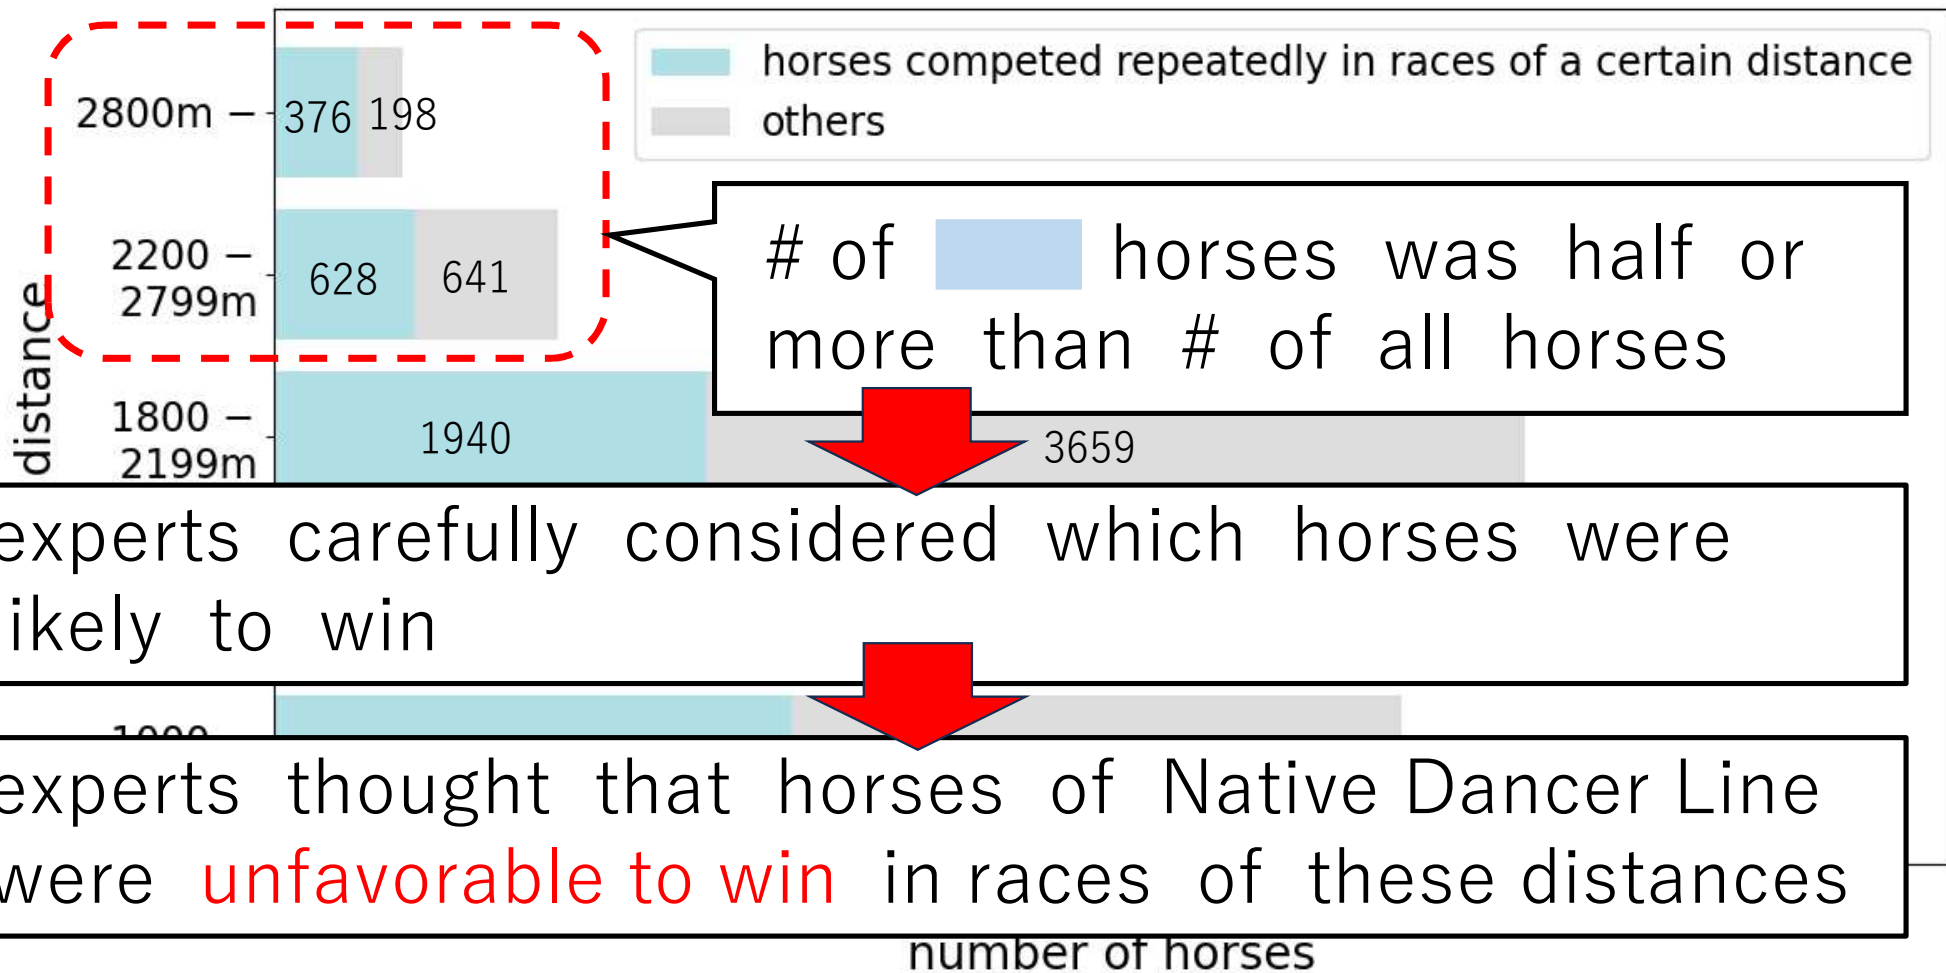 horses competed repeatedly in races of a certain distance
others
2800m –
376 198
2200 –
2799m
628 641
# of horses was half or
more than # of all horses
distance
1800 –
2199m
1940
3659
experts carefully considered which horses were
ikely to win
experts thought that horses of Native Dancer Line
were unfavorable to win in races of these distances
number of horses